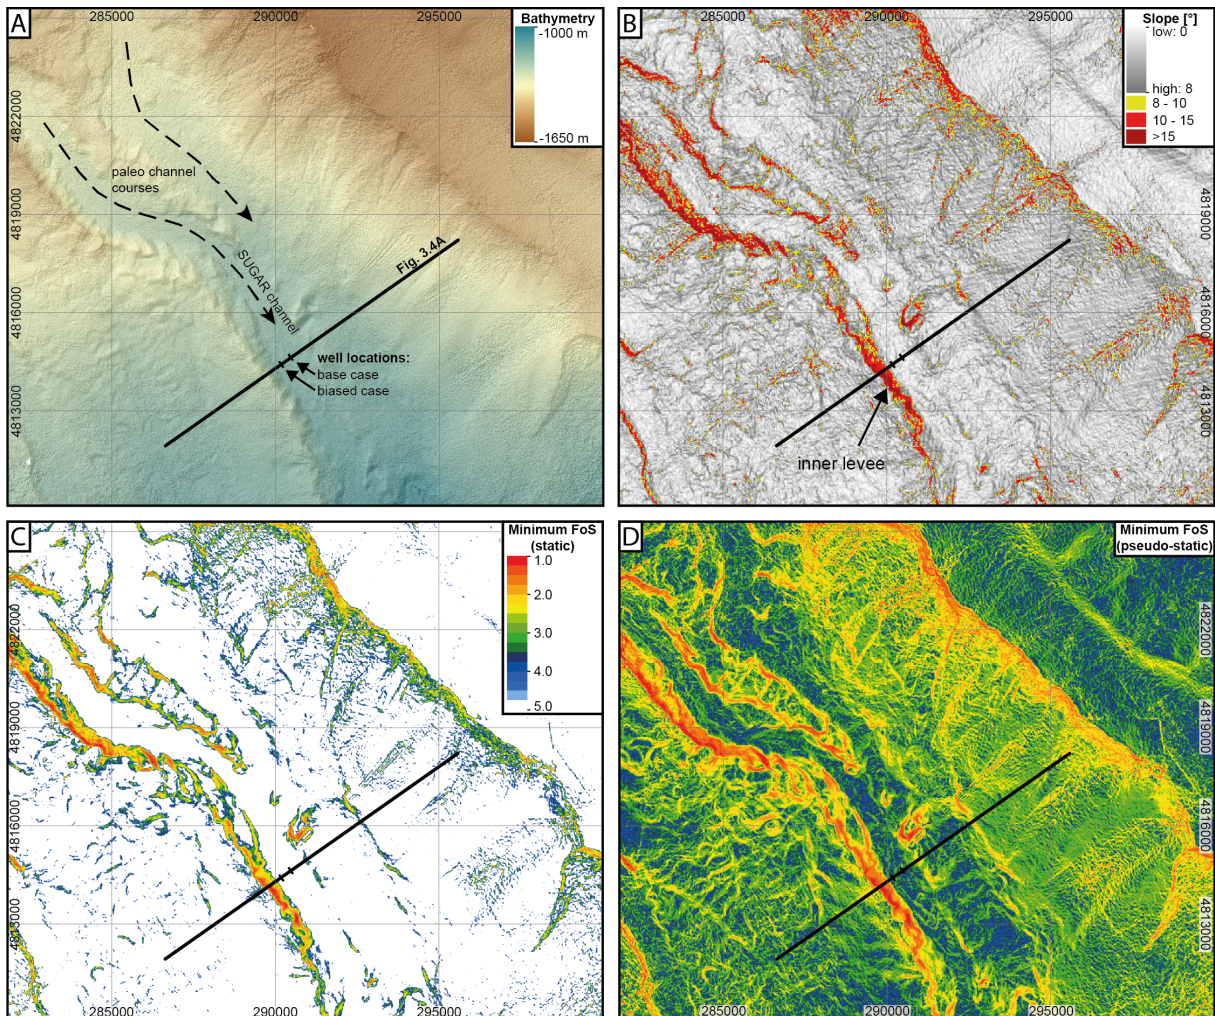 A
285000
290000
295000
Bathymetry
-1000 m
-1650 m
4822000
4819000
4816000
4813000
paleo channel
courses
SUGAR channel
Fig. 3.4A
well locations:
base case
biased case
B
285000
290000
295000
Slope [°]
low: 0
high: 8
8 - 10
10 - 15
>15
4819000
4816000
4813000
inner levee
C
Minimum FoS
(static)
1.0
2.0
3.0
4.0
5.0
4822000
4819000
4816000
4813000
285000
290000
295000
D
Minimum FoS
(pseudo-static)
4822000
4819000
4816000
4813000
285000
290000
295000